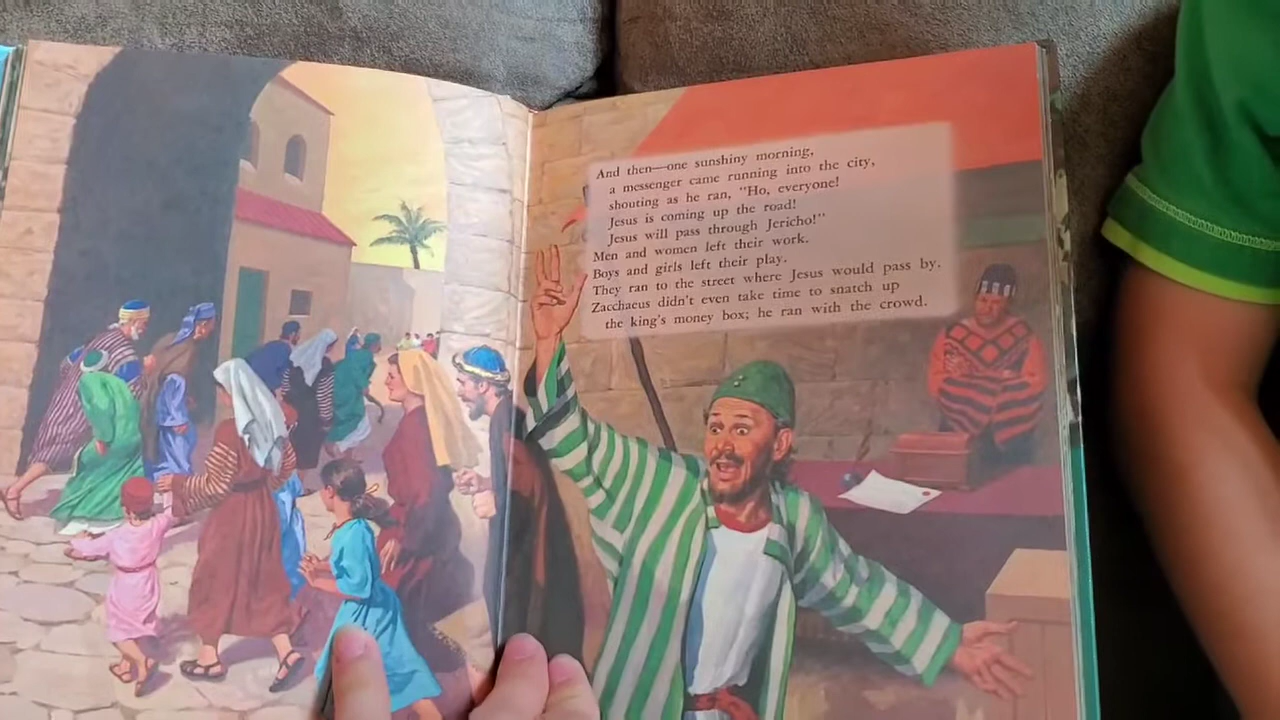 And then—one sunshiny morning,
a messenger came running into the city,
shouting as he ran, "Ho, everyone!
Jesus is coming up the road!
Jesus will pass through Jericho!"
Men and women left their work.
Boys and girls left their play.
They ran to the street where Jesus would pass by.
Zacchaeus didn't even take time to snatch up
the king's money box; he ran with the crowd.